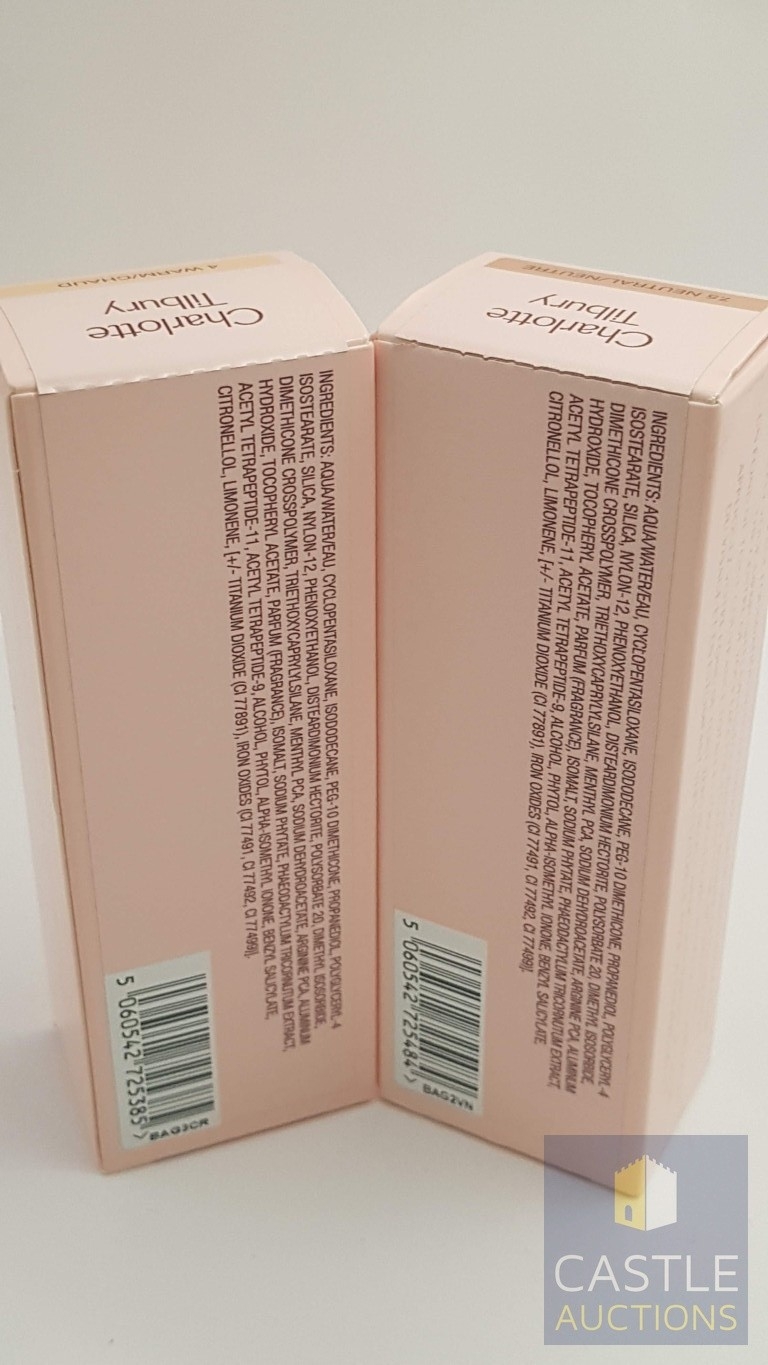 4 WARM/CHAUD
Charlotte
Tilbury
INGREDIENTS: AQUA/WATER/EAU, CYCLOPENTASILOXANE, ISODODECANE, PEG-10 DIMETHICONE, PROPANEDIOL, POLYGLYCERYL-4
ISOSTEARATE, SILICA, NYLON-12, PHENOXYETHANOL, DISTEARDIMONIUM HECTORITE, POLYSORBATE 20, DIMETHYL ISOSORBIDE,
DIMETHICONE CROSSPOLYMER, TRIETHOXYCAPRYLYLSILANE, MENTHYL PCA, SODIUM DEHYDROACETATE, ARGININE PCA, ALUMINUM
HYDROXIDE, TOCOPHERYL ACETATE, PARFUM (FRAGRANCE), ISOMALT, SODIUM PHYTATE, PHAEODACTYLUM TRICORNUTUM EXTRACT,
ACETYL TETRAPEPTIDE-11, ACETYL TETRAPEPTIDE-9, ALCOHOL, PHYTOL, ALPHA-ISOMETHYL IONONE, BENZYL SALICYLATE,
CITRONELLOL, LIMONENE, [+/- TITANIUM DIOXIDE (CI 77891), IRON OXIDES (CI 77491, CI 77492, CI 77499)].
5 060542 725385 >
BAG3CR
7.5 NEUTRAL/NEUTRE
Charlotte
Tilbury
INGREDIENTS: AQUA/WATER/EAU, CYCLOPENTASILOXANE, ISODODECANE, PEG-10 DIMETHICONE, PROPANEDIOL, POLYGLYCERYL-4
ISOSTEARATE, SILICA, NYLON-12, PHENOXYETHANOL, DISTEARDIMONIUM HECTORITE, POLYSORBATE 20, DIMETHYL ISOSORBIDE,
DIMETHICONE CROSSPOLYMER, TRIETHOXYCAPRYLYLSILANE, MENTHYL PCA, SODIUM DEHYDROACETATE, ARGININE PCA, ALUMINUM
HYDROXIDE, TOCOPHERYL ACETATE, PARFUM (FRAGRANCE), ISOMALT, SODIUM PHYTATE, PHAEODACTYLUM TRICORNUTUM EXTRACT,
ACETYL TETRAPEPTIDE-11, ACETYL TETRAPEPTIDE-9, ALCOHOL, PHYTOL, ALPHA-ISOMETHYL IONONE, BENZYL SALICYLATE,
CITRONELLOL, LIMONENE, [+/- TITANIUM DIOXIDE (CI 77891), IRON OXIDES (CI 77491, CI 77492, CI 77499)].
5 060542 725484 >
BAG2VN
CASTLE
AUCTIONS